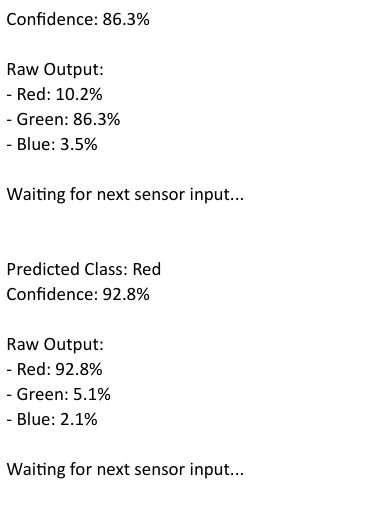 Confidence: 86.3%
Raw Output:
- Red: 10.2%
- Green: 86.3%
- Blue: 3.5%
Waiting for next sensor input...
Predicted Class: Red
Confidence: 92.8%
Raw Output:
- Red: 92.8%
- Green: 5.1%
- Blue: 2.1%
Waiting for next sensor input...